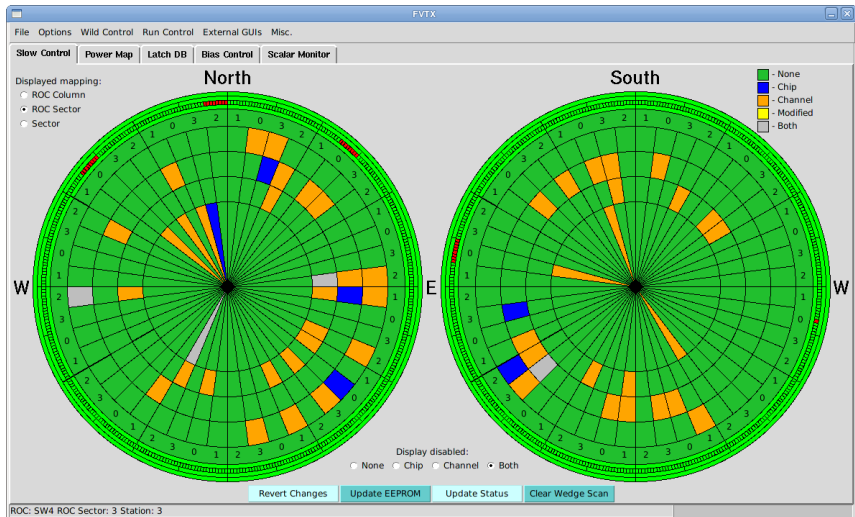 FVTX
File Options Wild Control Run Control External GUIs Misc.
Slow Control Power Map Latch DB Bias Control Scalar Monitor
Displayed mapping:
ROC Column
ROC Sector
Sector
North
South
- None
- Chip
- Channel
- Modified
- Both
W
E
W
Display disabled:
None Chip Channel Both
Revert Changes Update EEPROM Update Status Clear Wedge Scan
ROC: SW4 ROC Sector: 3 Station: 3